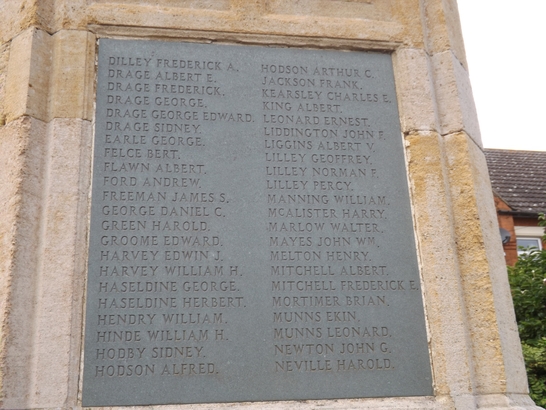 DILLEY FREDERICK A.
DRAGE ALBERT E.
DRAGE FREDERICK.
DRAGE GEORGE.
DRAGE GEORGE EDWARD.
DRAGE SIDNEY.
EARLE GEORGE.
FELCE BERT.
FLAWN ALBERT.
FORD ANDREW.
FREEMAN JAMES S.
GEORGE DANIEL C.
GREEN HAROLD.
GROOME EDWARD.
HARVEY EDWIN J.
HARVEY WILLIAM H.
HASELDINE GEORGE.
HASELDINE HERBERT.
HENDRY WILLIAM.
HINDE WILLIAM H.
HODBY SIDNEY.
HODSON ALFRED.
HODSON ARTHUR C.
JACKSON FRANK.
KEARSLEY CHARLES E.
KING ALBERT.
LEONARD ERNEST.
LIDDINGTON JOHN F.
LIGGINS ALBERT V.
LILLEY GEOFFREY.
LILLEY NORMAN F.
LILLEY PERCY.
MANNING WILLIAM.
MCALISTER HARRY.
MARLOW WALTER.
MAYES JOHN WM.
MELTON HENRY.
MITCHELL ALBERT.
MITCHELL FREDERICK E.
MORTIMER BRIAN.
MUNNS EKIN.
MUNNS LEONARD.
NEWTON JOHN G.
NEVILLE HAROLD.